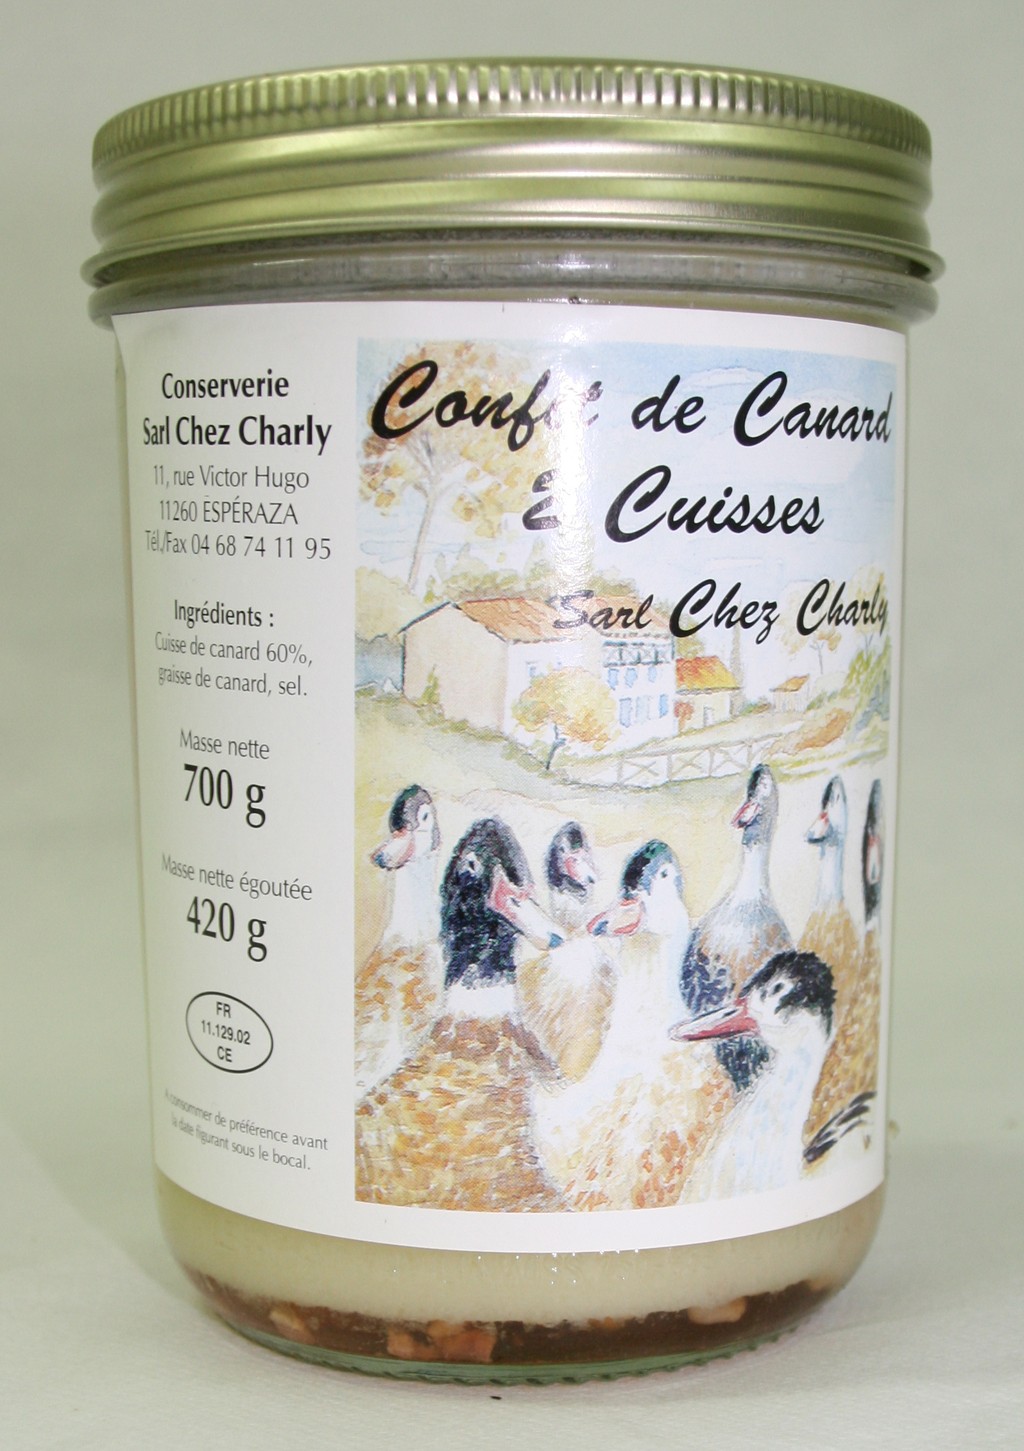 Conserverie
Sarl Chez Charly
11, rue Victor Hugo
11260 ESPÉRAZA
Tél./Fax 04 68 74 11 95
Ingrédients :
Cuisse de canard 60%,
graisse de canard, sel.
Masse nette
700 g
Masse nette égoutée
420 g
FR
11.129.02
CE
A consommer de préférence avant
la date figurant sous le bocal.
Confit de Canard
2 Cuisses
Sarl Chez Charly